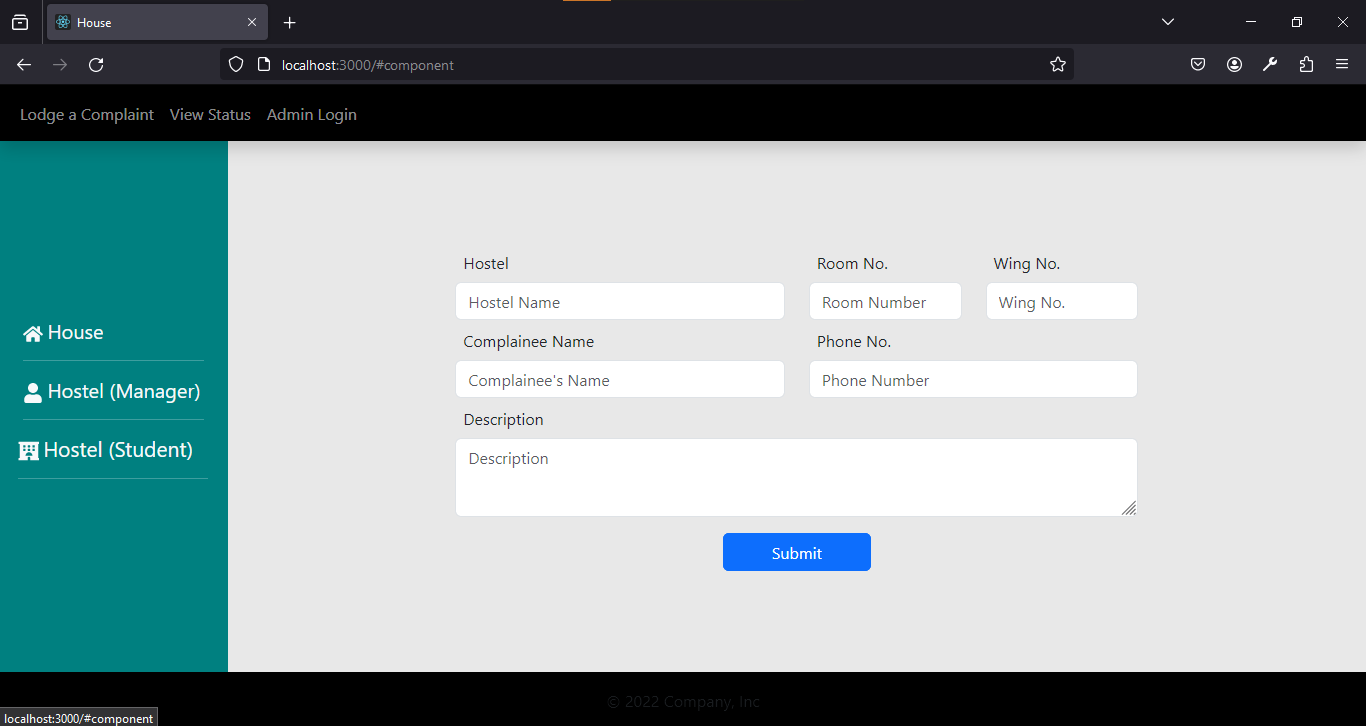 House
localhost:3000/#component
Lodge a Complaint View Status Admin Login
House
Hostel (Manager)
Hostel (Student)
Hostel Room No. Wing No.
Hostel Name Room Number Wing No.
Complainee Name Phone No.
Complainee's Name Phone Number
Description
Description
Submit
© 2022 Company, Inc
localhost:3000/#component